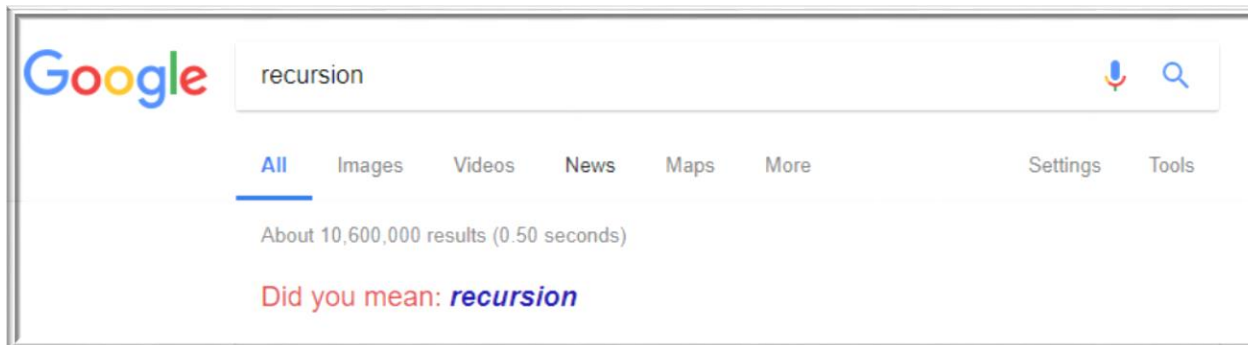 Google recursion
All Images Videos News Maps More Settings Tools
About 10,600,000 results (0.50 seconds)
Did you mean: recursion